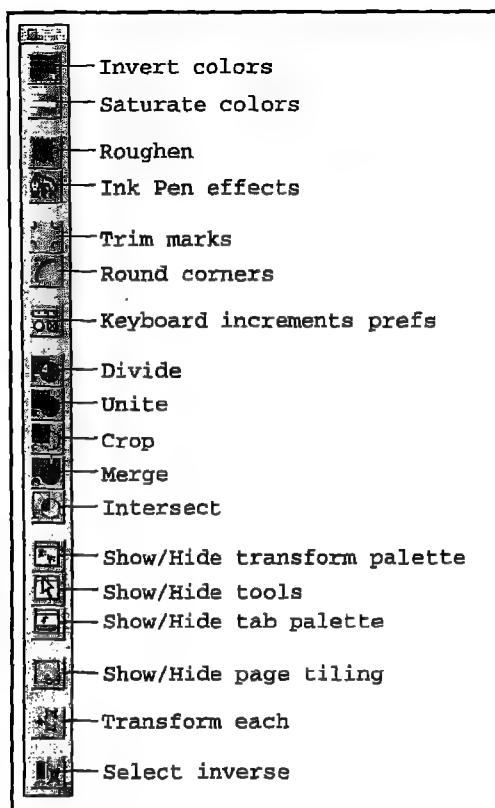 Invert colors
Saturate colors
Roughen
Ink Pen effects
Trim marks
Round corners
Keyboard increments prefs
Divide
Unite
Crop
Merge
Intersect
Show/Hide transform palette
Show/Hide tools
Show/Hide tab palette
Show/Hide page tiling
Transform each
Select inverse